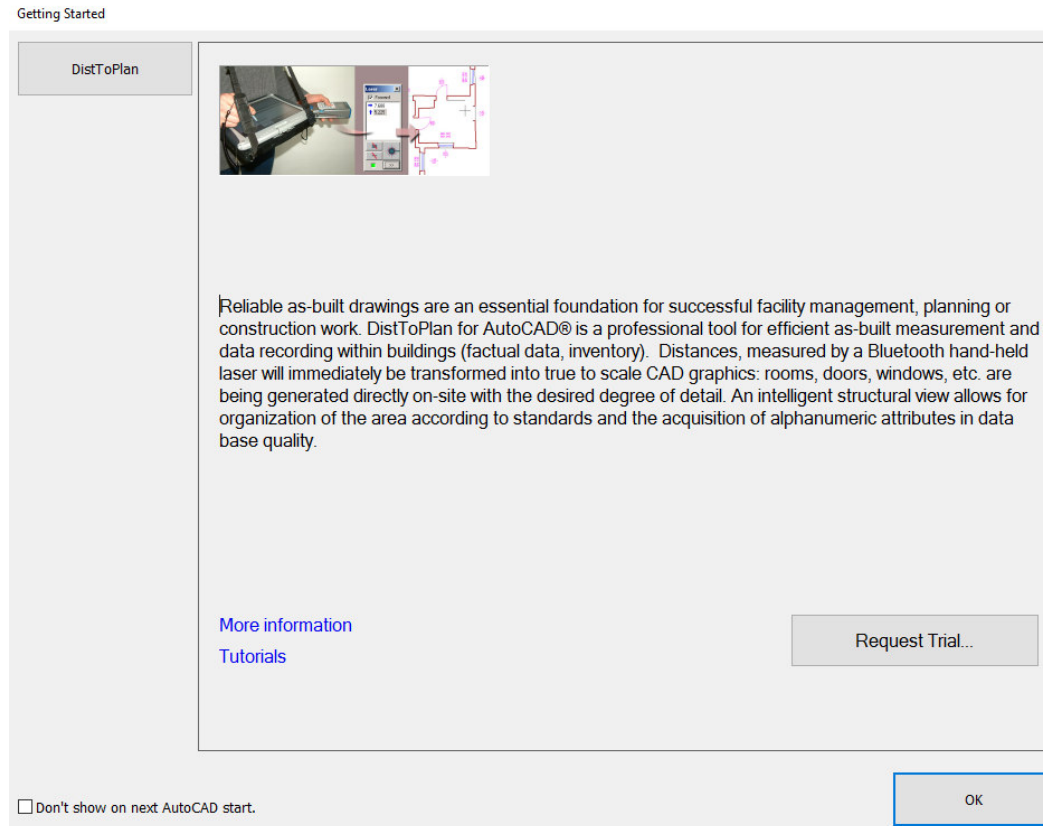 Getting Started
DistToPlan
Reliable as-built drawings are an essential foundation for successful facility management, planning or
construction work. DistToPlan for AutoCAD® is a professional tool for efficient as-built measurement and
data recording within buildings (factual data, inventory).  Distances, measured by a Bluetooth hand-held
laser will immediately be transformed into true to scale CAD graphics: rooms, doors, windows, etc. are
being generated directly on-site with the desired degree of detail. An intelligent structural view allows for
organization of the area according to standards and the acquisition of alphanumeric attributes in data
base quality.
More information
Request Trial...
Tutorials
Don't show on next AutoCAD start.
OK